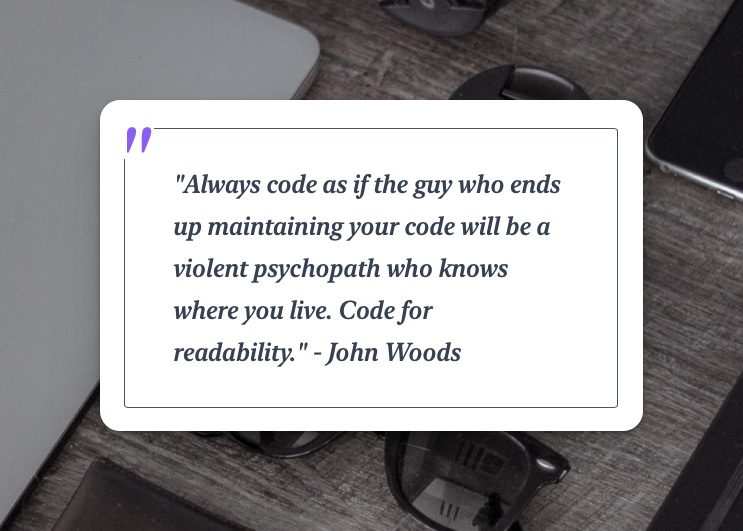 "Always code as if the guy who ends
up maintaining your code will be a
violent psychopath who knows
where you live. Code for
readability." - John Woods